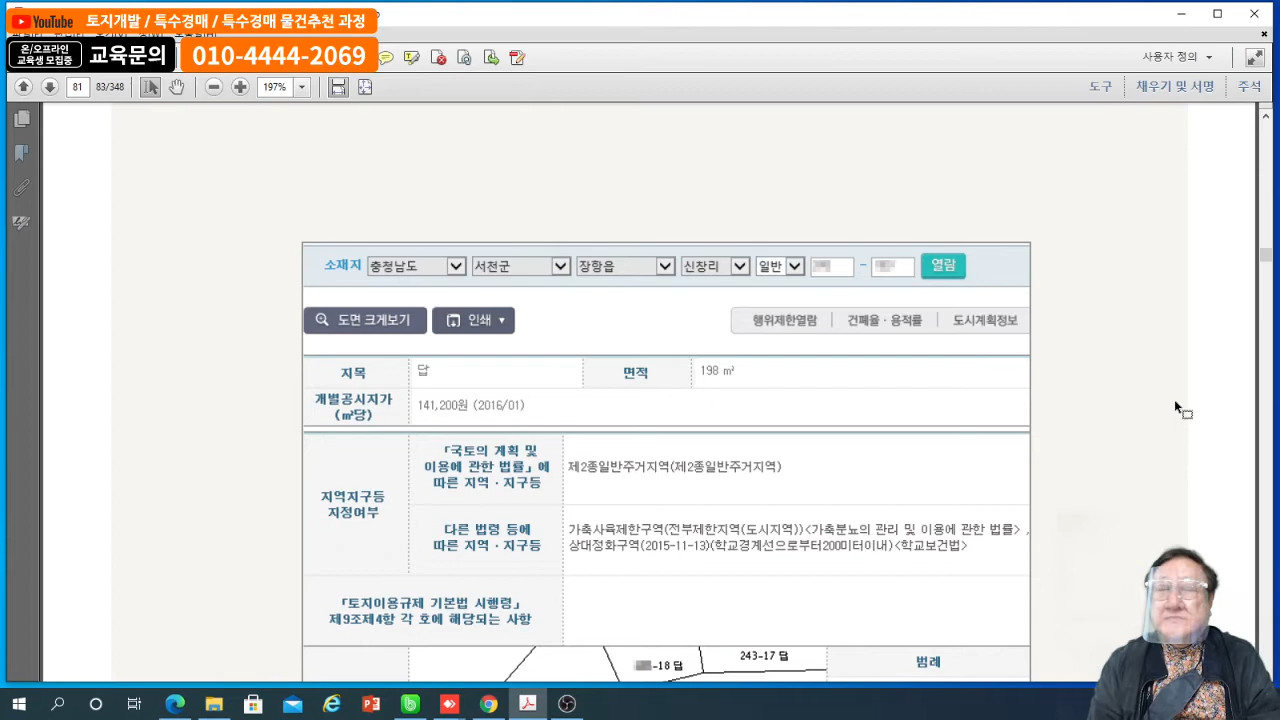 YouTube 토지개발 / 특수경매 / 특수경매 물건추천 과정
온/오프라인
교육생 모집중
교육문의
010-4444-2069
사용자 정의
81
83/348
197%
도구
채우기 및 서명
주석
소재지 충청남도 서천군 장항읍 신창리 일반 - 열람
도면 크게보기
인쇄
행위제한열람
건폐율·용적률
도시계획정보
지목 답 면적 198 ㎡
개별공시지가
(㎡당)
141,200원 (2016/01)
지역지구등
지정여부
「국토의 계획 및
이용에 관한 법률」에
따른 지역·지구등
제2종일반주거지역(제2종일반주거지역)
다른 법령 등에
따른 지역·지구등
가축사육제한구역(전부제한지역(도시지역))<가축분뇨의 관리 및 이용에 관한 법률> ,
상대정화구역(2015-11-13)(학교경계선으로부터200미터이내)<학교보건법>
「토지이용규제 기본법 시행령」
제9조제4항 각 호에 해당되는 사항
-18 답
243-17 답
범례